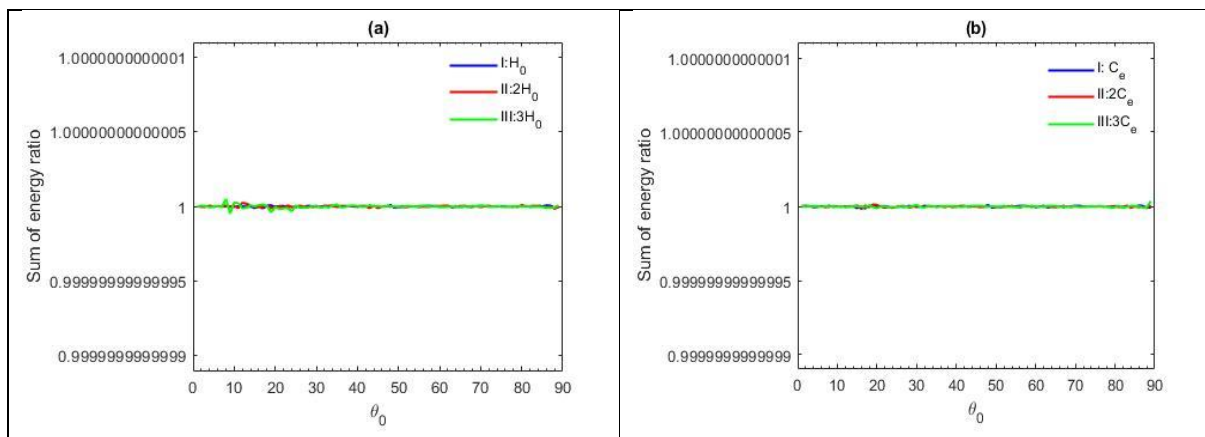 (a)
1.0000000000001
1.00000000000005
1
0.99999999999995
0.9999999999999
Sum of energy ratio
I:H₀
II:2H₀
III:3H₀
0 10 20 30 40 50 60 70 80 90
θ₀
(b)
1.0000000000001
1.00000000000005
1
0.99999999999995
0.9999999999999
Sum of energy ratio
I: Cₑ
II:2Cₑ
III:3Cₑ
0 10 20 30 40 50 60 70 80 90
θ₀